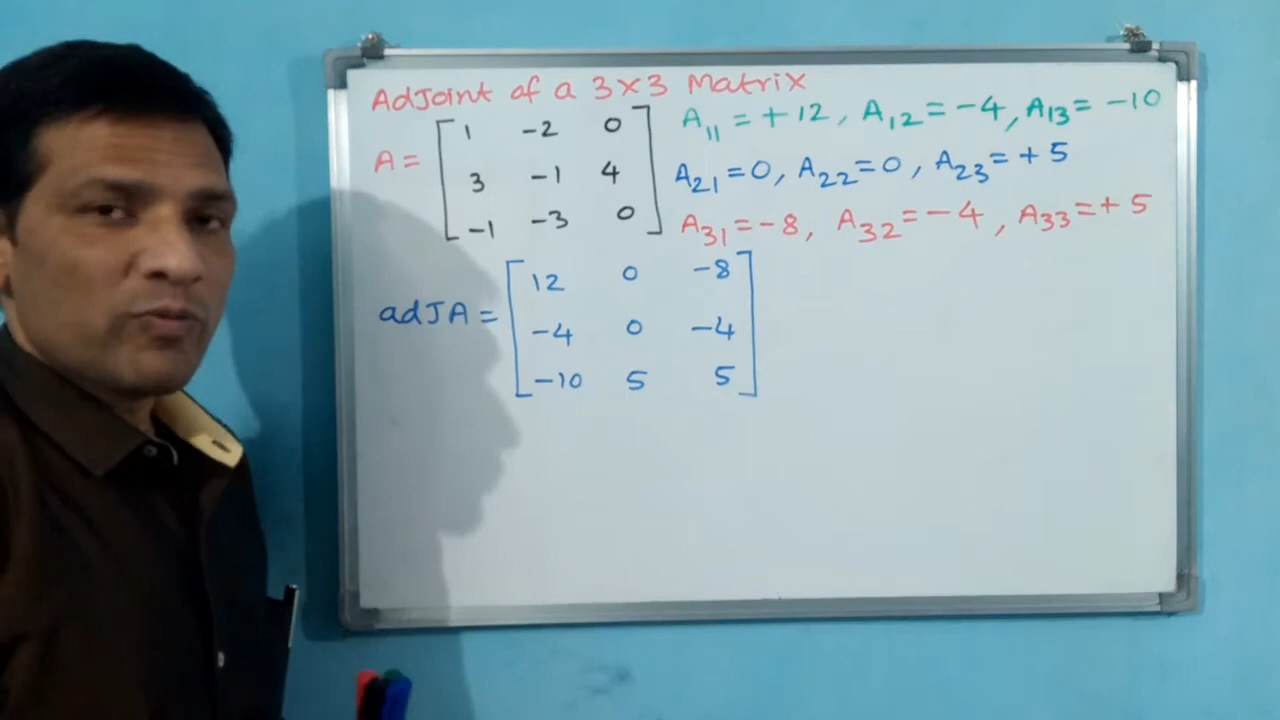 AdJoint of a 3×3 Matrix
A = [ 1 -2 0
3 -1 4
-1 -3 0 ]
A11 = +12, A12 = -4, A13 = -10
A21 = 0, A22 = 0, A23 = +5
A31 = -8, A32 = -4, A33 = +5
adJA = [ 12 0 -8
-4 0 -4
-10 5 5 ]